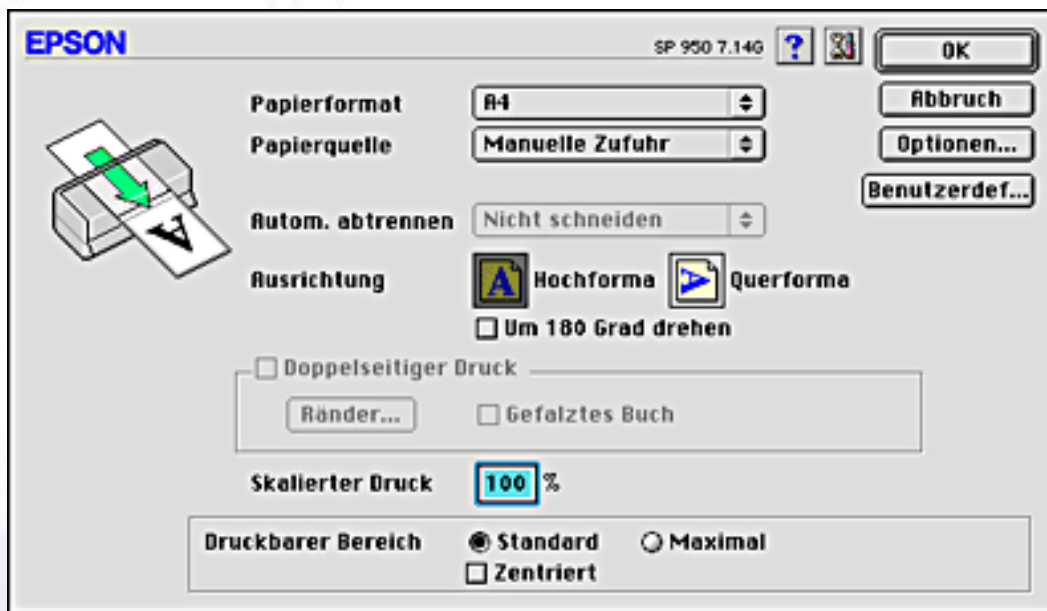 EPSON SP 950 7.14G ? OK
Papierformat A4 Abbruch
Papierquelle Manuelle Zufuhr Optionen...
Benutzerdef...
Autom. abtrennen Nicht schneiden
Ausrichtung A Hochforma A Querforma
Um 180 Grad drehen
Doppelseitiger Druck
Ränder... Gefalztes Buch
Skalierter Druck 100 %
Druckbarer Bereich Standard Maximal
Zentriert
A